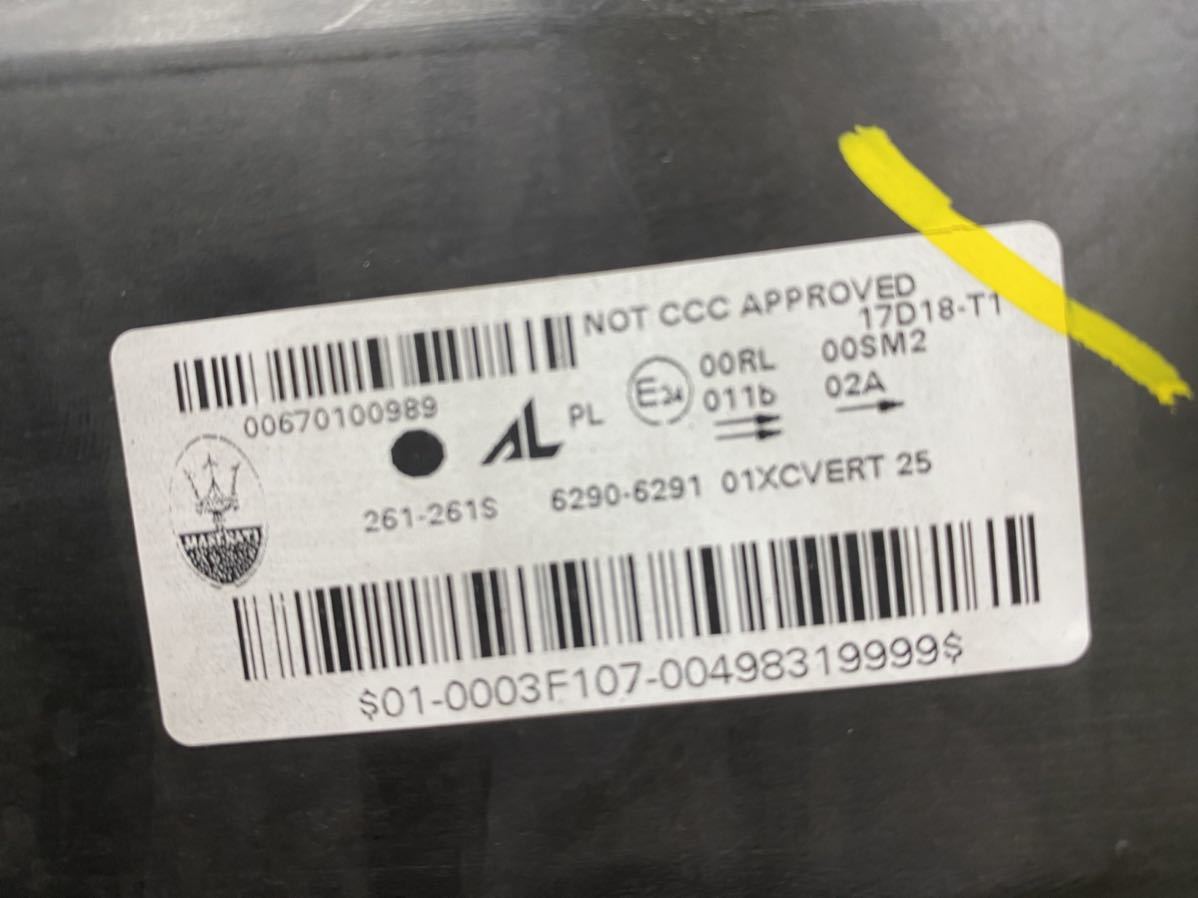 NOT CCC APPROVED
17D18-T1
00670100989
AL
PL
E24
00RL
00SM2
011b
02A
MASERATI
261-261S 6290-6291 01XCVERT 25
$01-0003F107-00498319999$